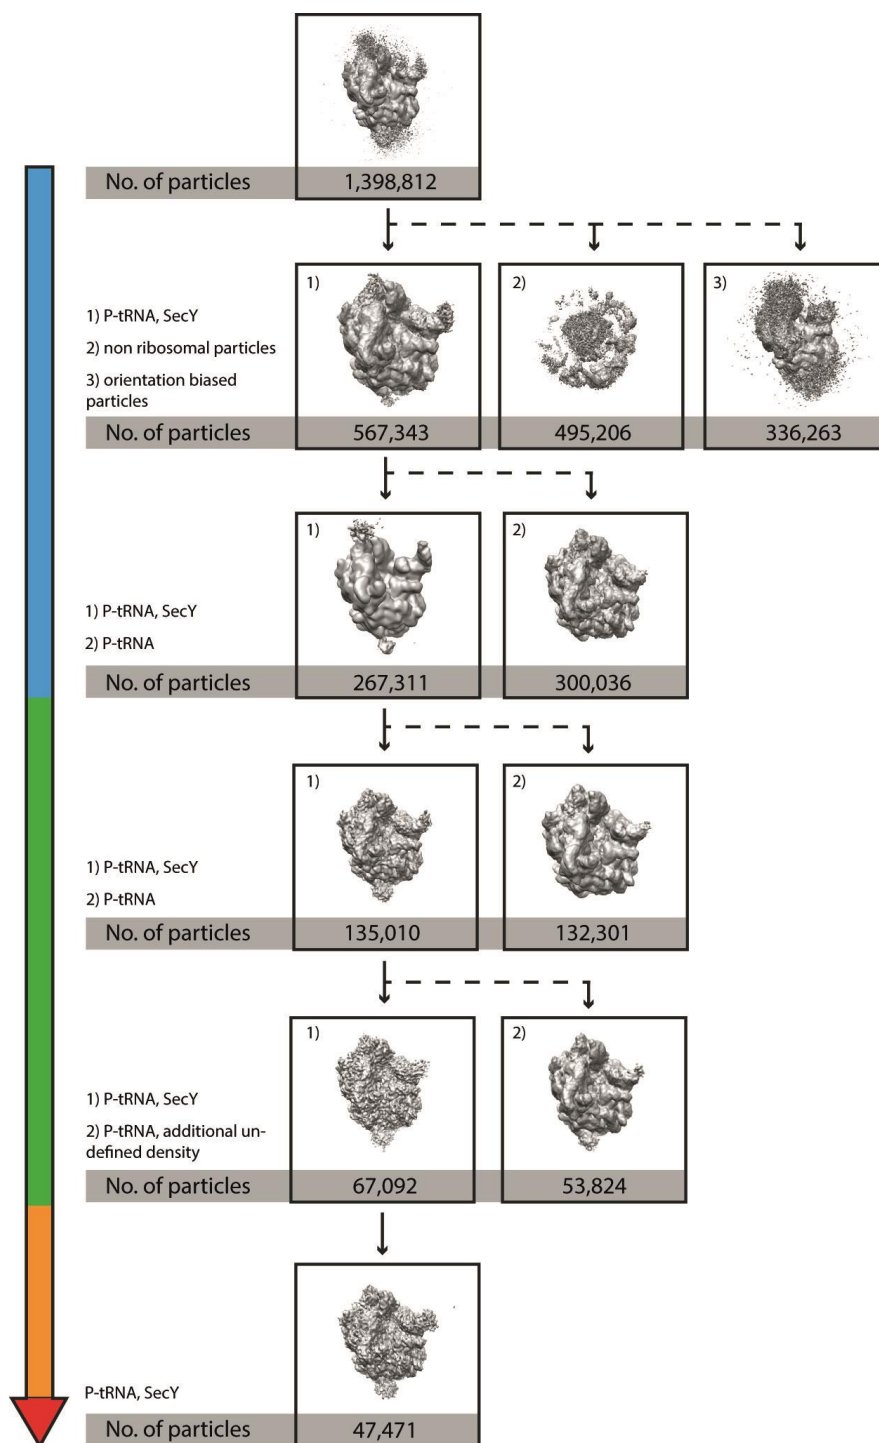 No. of particles 1,398,812
1) 2) 3)
1) P-tRNA, SecY
2) non ribosomal particles
3) orientation biased
particles
No. of particles 567,343 495,206 336,263
1) 2)
1) P-tRNA, SecY
2) P-tRNA
No. of particles 267,311 300,036
1) 2)
1) P-tRNA, SecY
2) P-tRNA
No. of particles 135,010 132,301
1) 2)
1) P-tRNA, SecY
2) P-tRNA, additional un-
defined density
No. of particles 67,092 53,824
P-tRNA, SecY
No. of particles 47,471